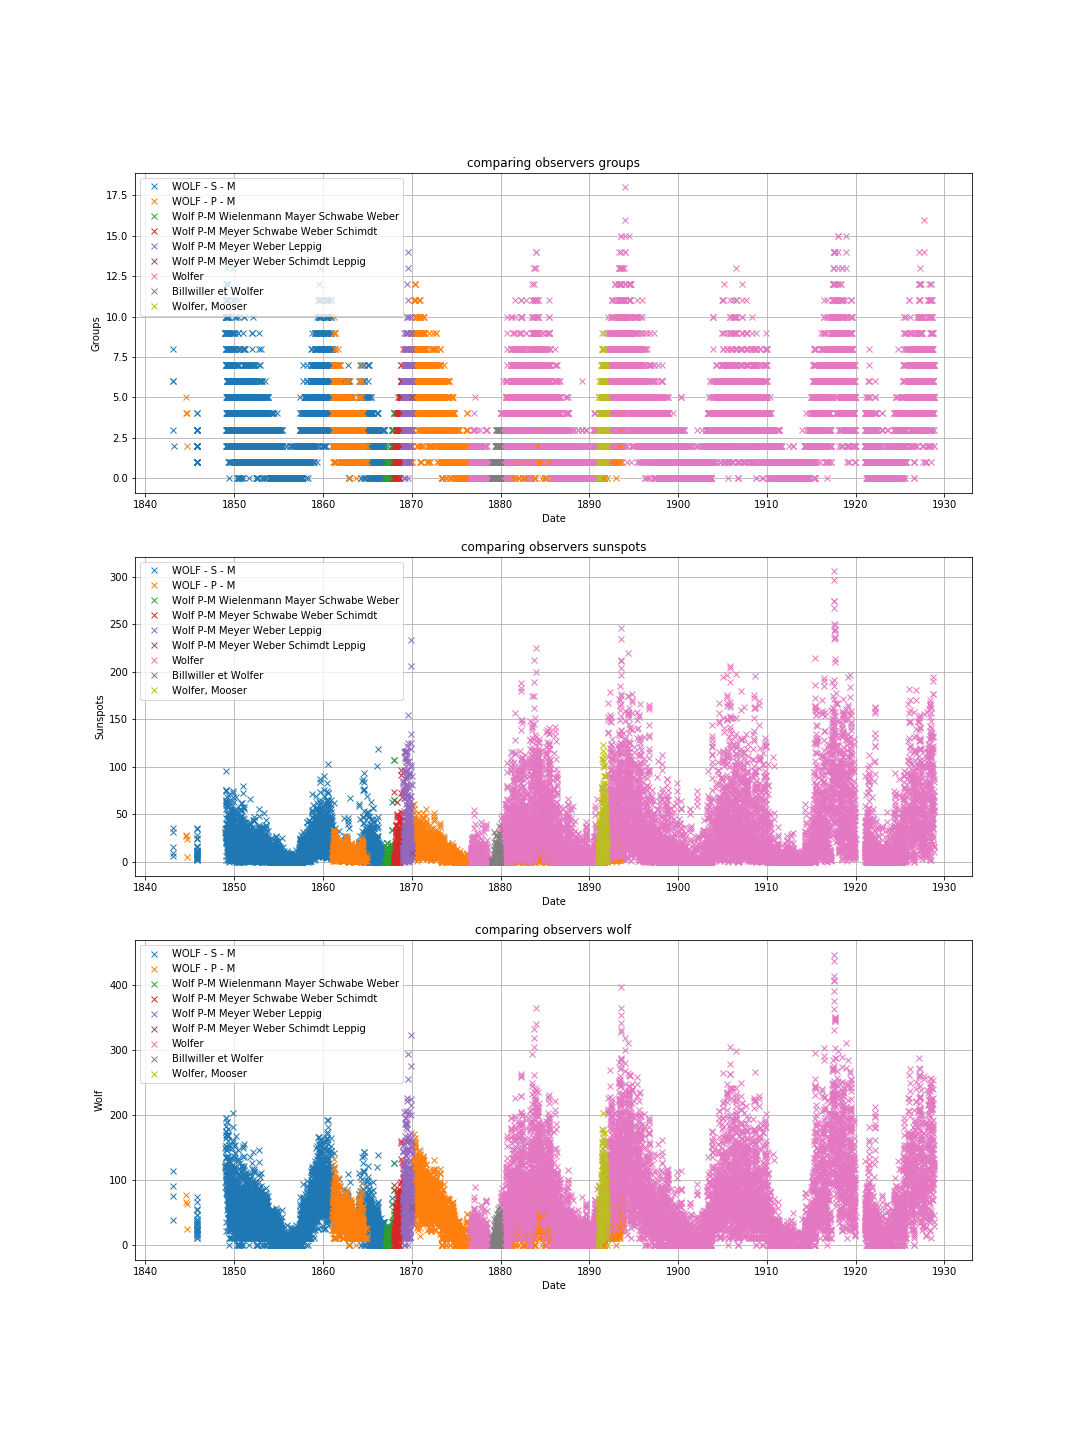 comparing observers groups
17.5
15.0
12.5
10.0
7.5
5.0
2.5
0.0
Groups
WOLF - S - M
WOLF - P - M
Wolf P-M Wielenmann Mayer Schwabe Weber
Wolf P-M Meyer Schwabe Weber Schimdt
Wolf P-M Meyer Weber Leppig
Wolf P-M Meyer Weber Schimdt Leppig
Wolfer
Billwiller et Wolfer
Wolfer, Mooser
1840 1850 1860 1870 1880 1890 1900 1910 1920 1930
Date
comparing observers sunspots
300
250
200
150
100
50
0
Sunspots
WOLF - S - M
WOLF - P - M
Wolf P-M Wielenmann Mayer Schwabe Weber
Wolf P-M Meyer Schwabe Weber Schimdt
Wolf P-M Meyer Weber Leppig
Wolf P-M Meyer Weber Schimdt Leppig
Wolfer
Billwiller et Wolfer
Wolfer, Mooser
1840 1850 1860 1870 1880 1890 1900 1910 1920 1930
Date
comparing observers wolf
400
300
200
100
0
Wolf
WOLF - S - M
WOLF - P - M
Wolf P-M Wielenmann Mayer Schwabe Weber
Wolf P-M Meyer Schwabe Weber Schimdt
Wolf P-M Meyer Weber Leppig
Wolf P-M Meyer Weber Schimdt Leppig
Wolfer
Billwiller et Wolfer
Wolfer, Mooser
1840 1850 1860 1870 1880 1890 1900 1910 1920 1930
Date